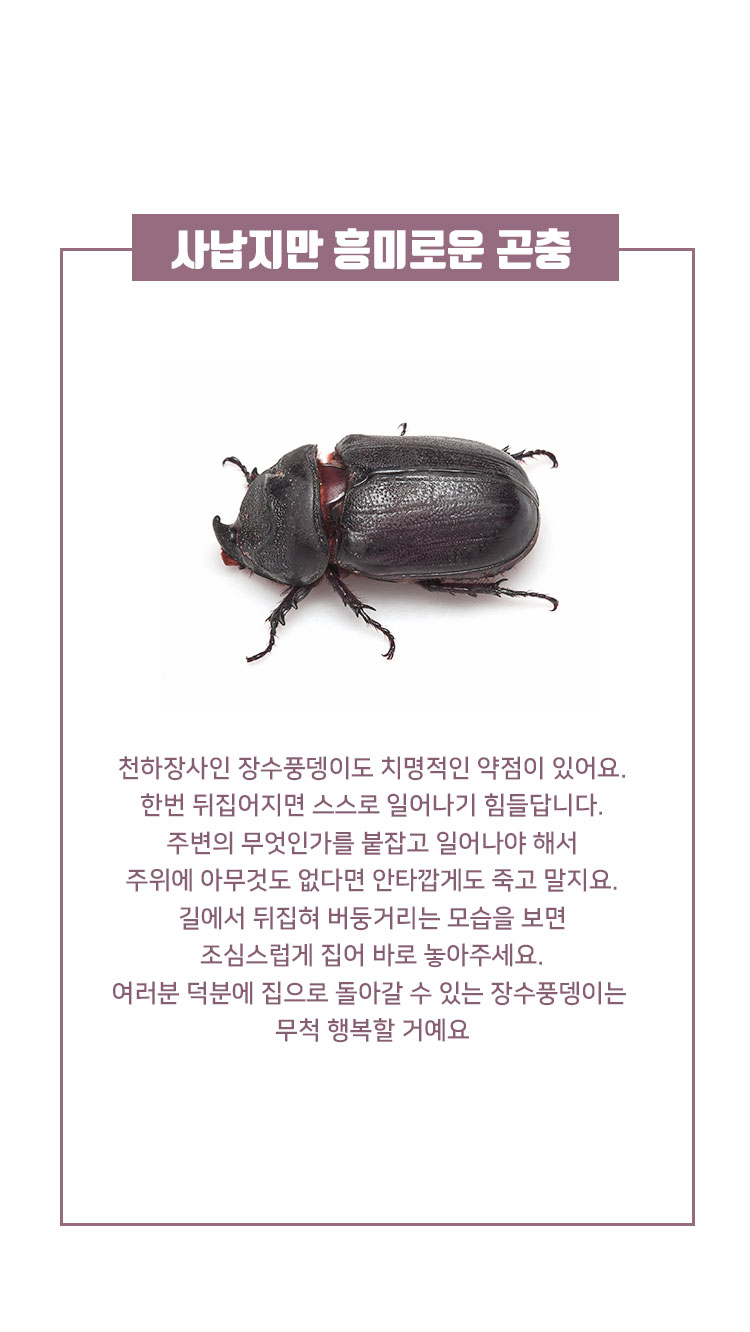 사납지만 흥미로운 곤충
천하장사인 장수풍뎅이도 치명적인 약점이 있어요.
한번 뒤집어지면 스스로 일어나기 힘들답니다.
주변의 무엇인가를 붙잡고 일어나야 해서
주위에 아무것도 없다면 안타깝게도 죽고 말지요.
길에서 뒤집혀 버둥거리는 모습을 보면
조심스럽게 집어 바로 놓아주세요.
여러분 덕분에 집으로 돌아갈 수 있는 장수풍뎅이는
무척 행복할 거예요